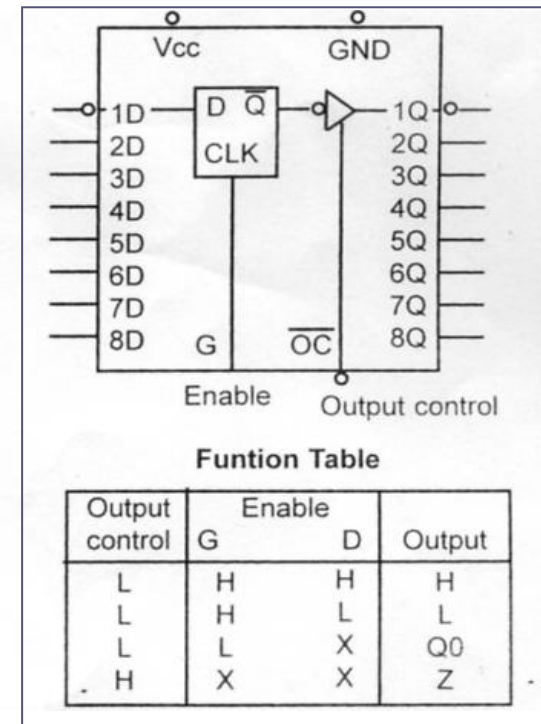 Vcc GND
1D D Q̅ 1Q
2D CLK 2Q
3D 3Q
4D 4Q
5D 5Q
6D 6Q
7D 7Q
8D G O̅C̅ 8Q
Enable Output control
Funtion Table
Output Enable
control G D Output
L H H H
L H L L
L L X Q0
H X X Z